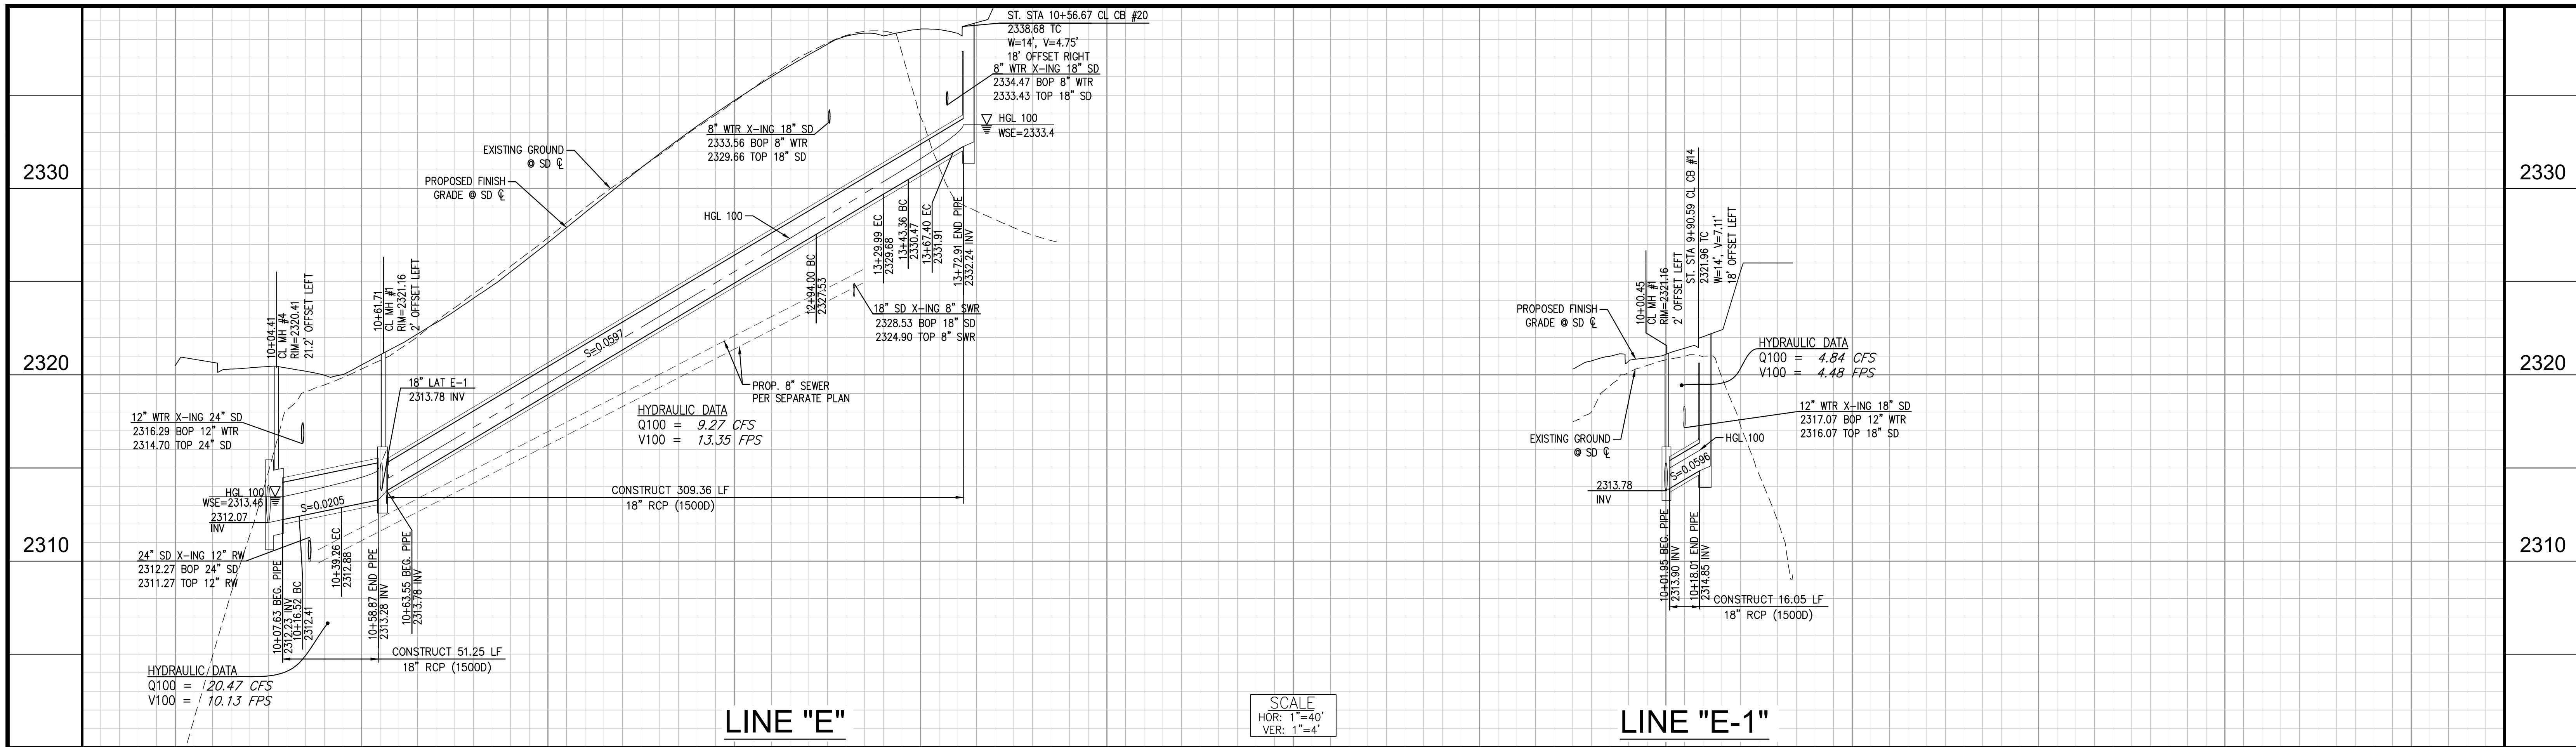 ST. STA 10+56.67 CL CB #20
2338.68 TC
W=14', V=4.75'
18' OFFSET RIGHT
8" WTR X-ING 18" SD
2334.47 BOP 8" WTR
2333.43 TOP 18" SD
HGL 100
WSE=2333.4
8" WTR X-ING 18" SD
2333.56 BOP 8" WTR
2329.66 TOP 18" SD
EXISTING GROUND
@ SD ℄
PROPOSED FINISH
GRADE @ SD ℄
2330
2330
HGL 100
13+29.99 EC
2329.68
13+43.36 BC
2330.47
13+67.40 EC
2331.91
13+72.91 END PIPE
2332.24 INV
12+94.00 BC
2327.53
18" SD X-ING 8" SWR
2328.53 BOP 18" SD
2324.90 TOP 8" SWR
10+04.41
CL MH #4
RIM=2320.41
21.2' OFFSET LEFT
10+61.71
CL MH #1
RIM=2321.16
2' OFFSET LEFT
S=0.0597
2320
2320
18" LAT E-1
2313.78 INV
PROP. 8" SEWER
PER SEPARATE PLAN
HYDRAULIC DATA
Q100 = 9.27 CFS
V100 = 13.35 FPS
12" WTR X-ING 24" SD
2316.29 BOP 12" WTR
2314.70 TOP 24" SD
HGL 100
WSE=2313.46
2312.07
INV
S=0.0205
CONSTRUCT 309.36 LF
18" RCP (1500D)
2310
2310
24" SD X-ING 12" RW
2312.27 BOP 24" SD
2311.27 TOP 12" RW
10+07.63 BEG. PIPE
2312.23 INV
10+16.52 BC
2312.41
10+39.26 EC
2312.88
10+58.87 END PIPE
2313.28 INV
10+63.55 BEG. PIPE
2313.78 INV
CONSTRUCT 51.25 LF
18" RCP (1500D)
HYDRAULIC DATA
Q100 = 20.47 CFS
V100 = 10.13 FPS
LINE "E"
SCALE
HOR: 1"=40'
VER: 1"=4'
10+00.45
CL MH #1
RIM=2321.16
2' OFFSET LEFT
ST. STA 9+90.59 CL CB #14
2321.96 TC
W=14', V=7.11'
18' OFFSET LEFT
PROPOSED FINISH
GRADE @ SD ℄
HYDRAULIC DATA
Q100 = 4.84 CFS
V100 = 4.48 FPS
12" WTR X-ING 18" SD
2317.07 BOP 12" WTR
2316.07 TOP 18" SD
EXISTING GROUND
@ SD ℄
HGL 100
S=0.0596
2313.78
INV
10+01.95 BEG. PIPE
2313.90 INV
10+18.01 END PIPE
2314.85 INV
CONSTRUCT 16.05 LF
18" RCP (1500D)
LINE "E-1"